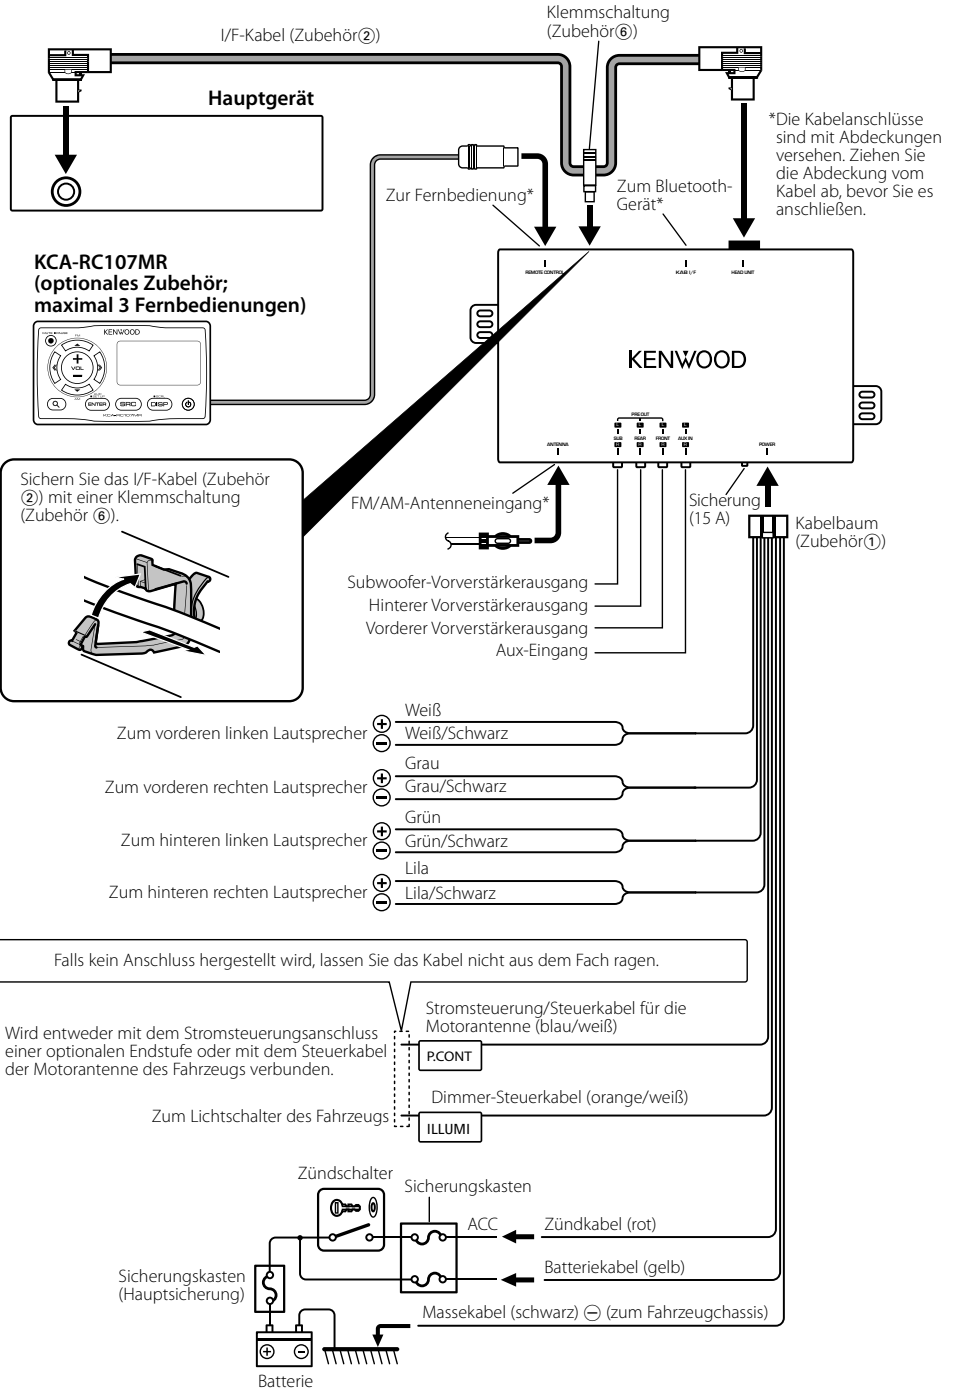 Klemmschaltung
(Zubehör⑥)
I/F-Kabel (Zubehör②)
Hauptgerät
*Die Kabelanschlüsse
sind mit Abdeckungen
versehen. Ziehen Sie
die Abdeckung vom
Kabel ab, bevor Sie es
anschließen.
Zur Fernbedienung*
Zum Bluetooth-
Gerät*
KCA-RC107MR
(optionales Zubehör;
maximal 3 Fernbedienungen)
REMOTE CONTROL
KAB I/F
HEAD UNIT
KENWOOD
VOL
ENTER
SRC
DISP
KCA-RC107MR
KENWOOD
PREOUT
SUB
REAR
FRONT
AUX IN
ANTENNA
POWER
Sichern Sie das I/F-Kabel (Zubehör
②) mit einer Klemmschaltung
(Zubehör ⑥).
FM/AM-Antenneneingang*
Sicherung
(15 A)
Kabelbaum
(Zubehör①)
Subwoofer-Vorverstärkerausgang
Hinterer Vorverstärkerausgang
Vorderer Vorverstärkerausgang
Aux-Eingang
Zum vorderen linken Lautsprecher
Weiß
Weiß/Schwarz
Zum vorderen rechten Lautsprecher
Grau
Grau/Schwarz
Zum hinteren linken Lautsprecher
Grün
Grün/Schwarz
Zum hinteren rechten Lautsprecher
Lila
Lila/Schwarz
Falls kein Anschluss hergestellt wird, lassen Sie das Kabel nicht aus dem Fach ragen.
Wird entweder mit dem Stromsteuerungsanschluss
einer optionalen Endstufe oder mit dem Steuerkabel
der Motorantenne des Fahrzeugs verbunden.
Stromsteuerung/Steuerkabel für die
Motorantenne (blau/weiß)
P.CONT
Zum Lichtschalter des Fahrzeugs
Dimmer-Steuerkabel (orange/weiß)
ILLUMI
Zündschalter
Sicherungskasten
ACC
Zündkabel (rot)
Batteriekabel (gelb)
Sicherungskasten
(Hauptsicherung)
Massekabel (schwarz) ⊖ (zum Fahrzeugchassis)
Batterie